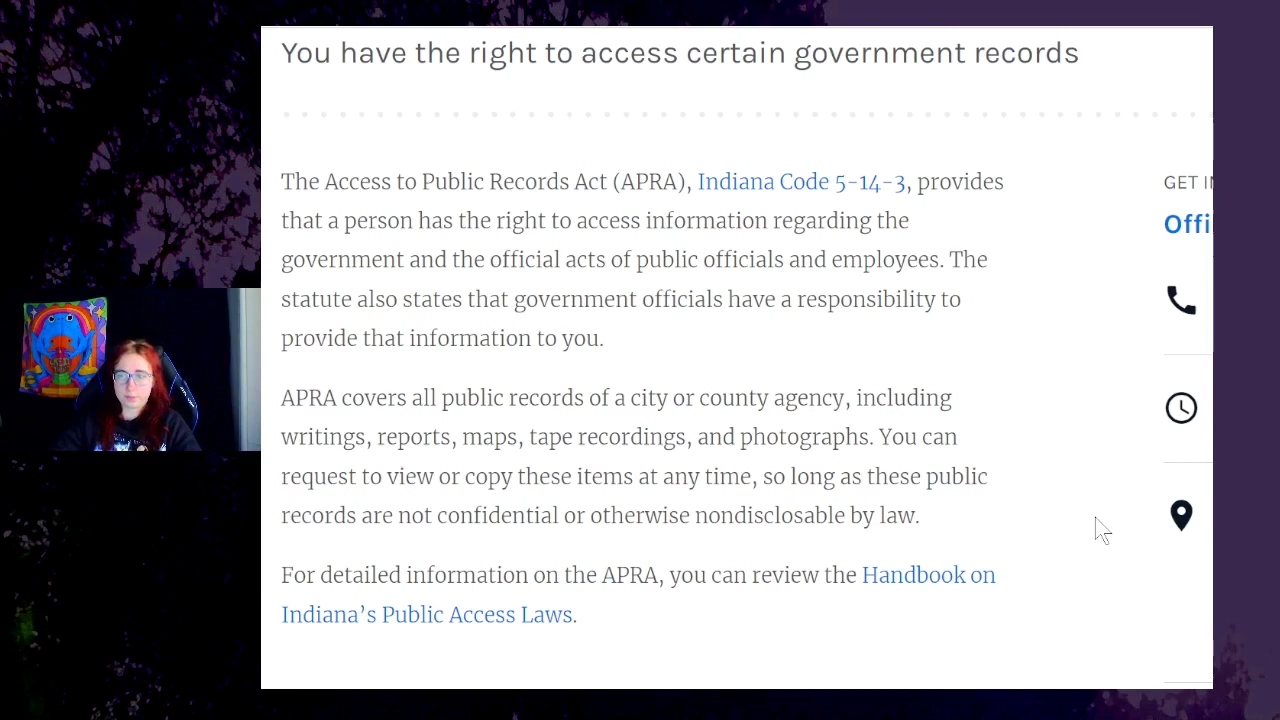 You have the right to access certain government records
The Access to Public Records Act (APRA), Indiana Code 5-14-3, provides
that a person has the right to access information regarding the
government and the official acts of public officials and employees. The
statute also states that government officials have a responsibility to
provide that information to you.
APRA covers all public records of a city or county agency, including
writings, reports, maps, tape recordings, and photographs. You can
request to view or copy these items at any time, so long as these public
records are not confidential or otherwise nondisclosable by law.
For detailed information on the APRA, you can review the Handbook on
Indiana’s Public Access Laws.
GET